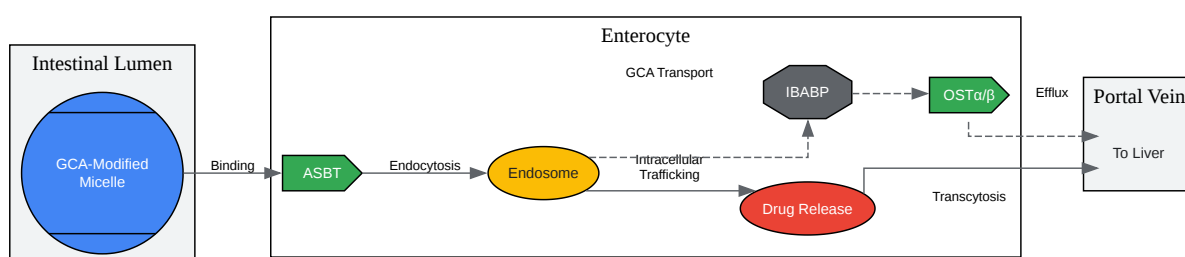 Intestinal Lumen
GCA-Modified
Micelle
Binding
Enterocyte
ASBT
Endocytosis
Endosome
GCA Transport
Intracellular
Trafficking
IBABP
Drug Release
OSTα/β
Efflux
Transcytosis
Portal Vein
To Liver